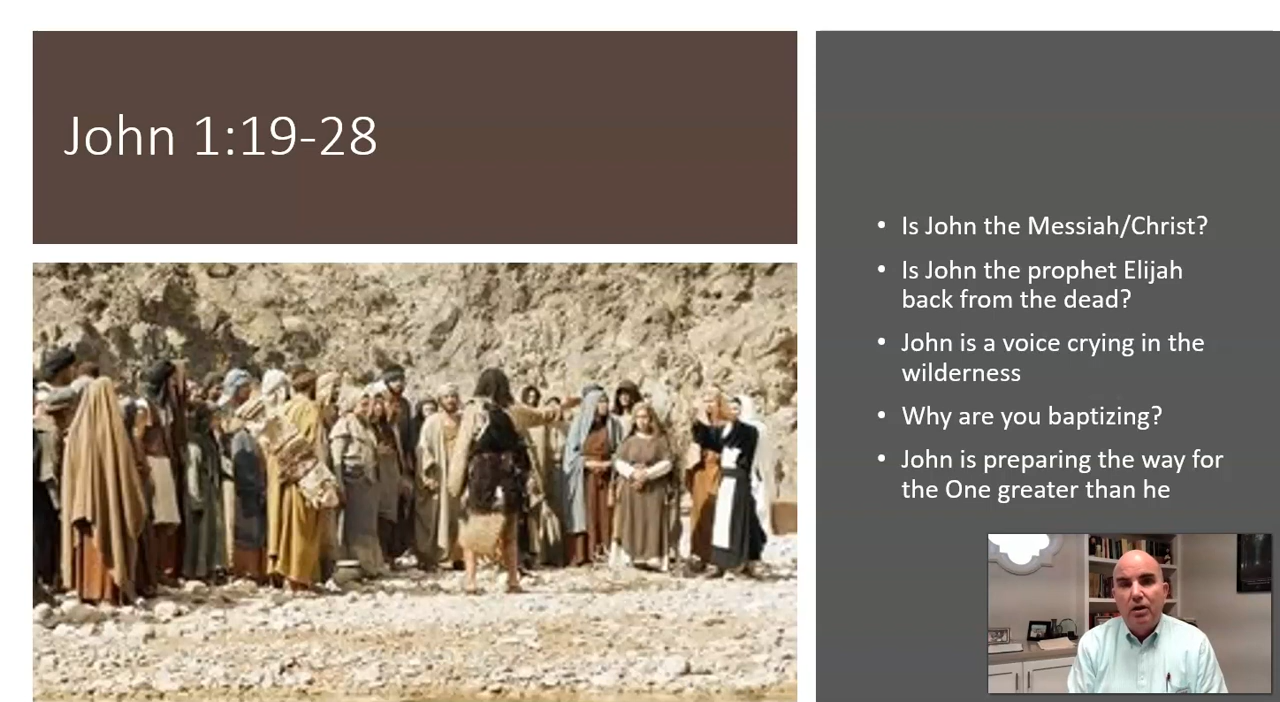 John 1:19-28
• Is John the Messiah/Christ?
• Is John the prophet Elijah
back from the dead?
• John is a voice crying in the
wilderness
• Why are you baptizing?
• John is preparing the way for
the One greater than he